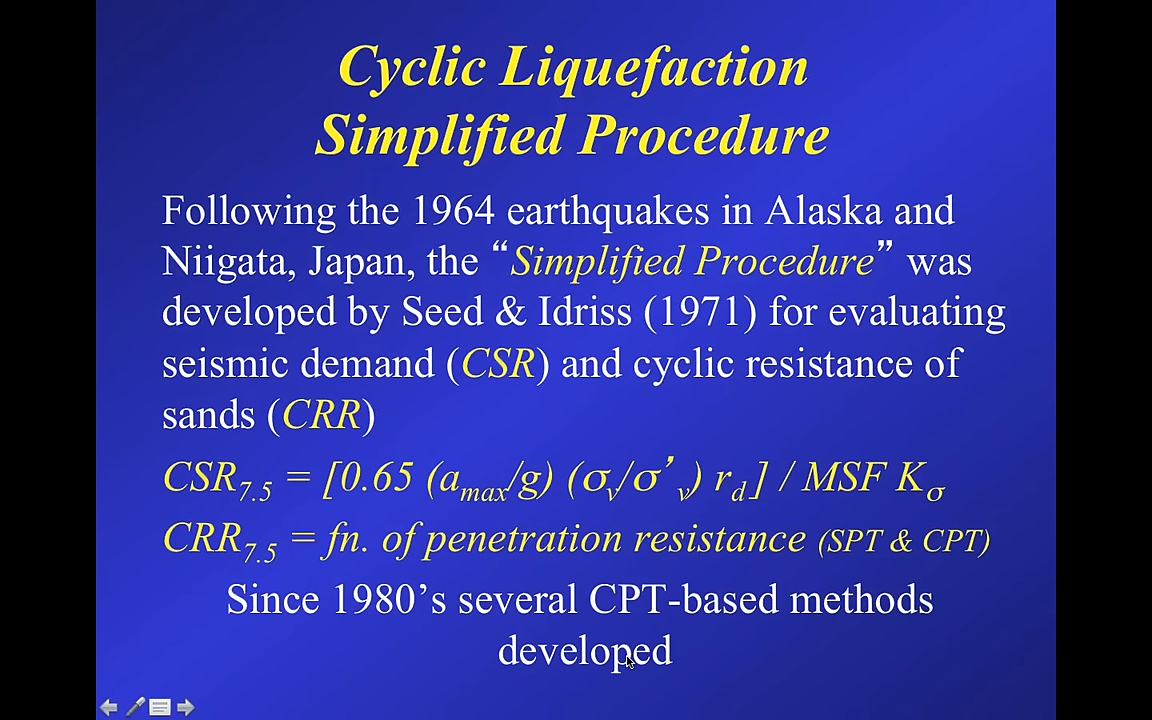 Cyclic Liquefaction
Simplified Procedure
Following the 1964 earthquakes in Alaska and
Niigata, Japan, the “Simplified Procedure” was
developed by Seed & Idriss (1971) for evaluating
seismic demand (CSR) and cyclic resistance of
sands (CRR)
CSR7.5 = [0.65 (amax/g) (σv/σ’v) rd] / MSF Kσ
CRR7.5 = fn. of penetration resistance (SPT & CPT)
Since 1980’s several CPT-based methods
developed